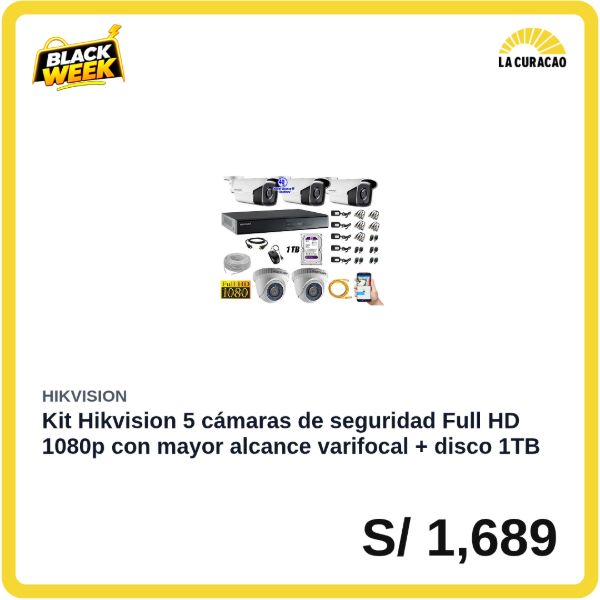 BLACK
WEEK
LA CURACAO
1TB
Full HD
1080
HIKVISION
Kit Hikvision 5 cámaras de seguridad Full HD
1080p con mayor alcance varifocal + disco 1TB
S/ 1,689